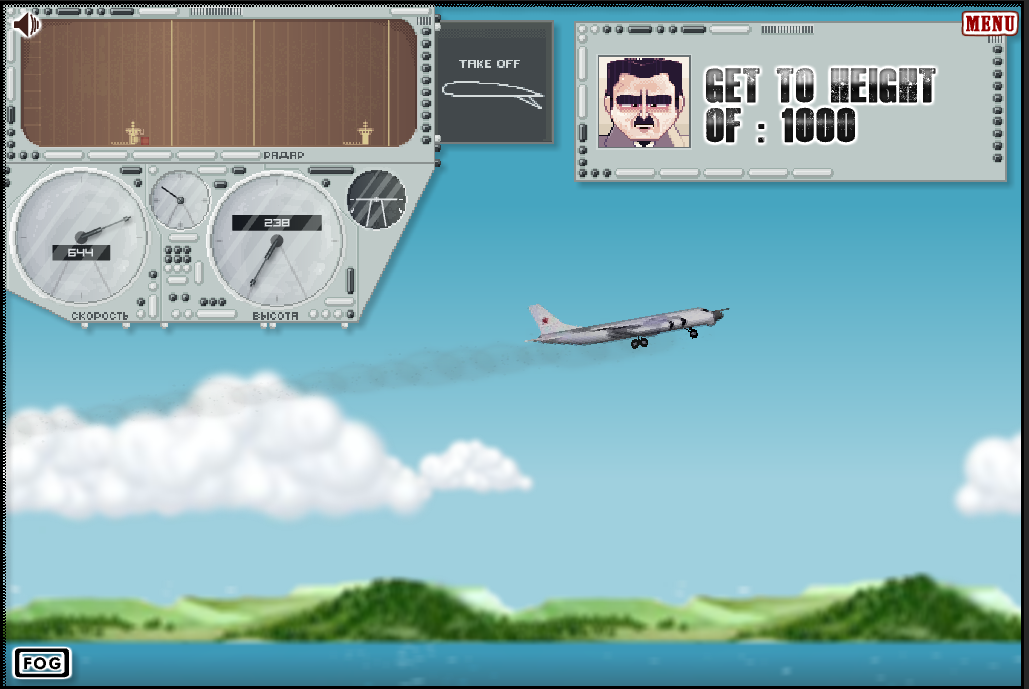 MENU
TAKE OFF
GET TO HEIGHT
OF : 1000
РАДАР
644
238
СКОРОСТЬ
ВЫСОТА
FOG